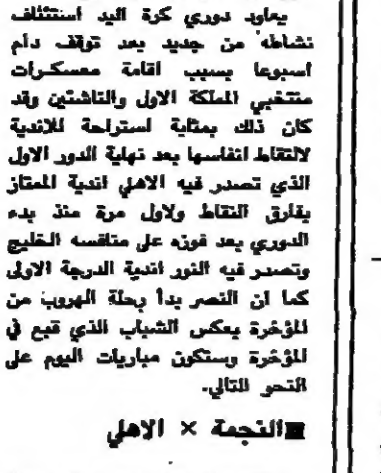 يعاود دوري كرة اليد استئناف
نشاطه من جديد بعد توقف دام
اسبوعا بسبب اقامة معسكرات
منتخبي المملكة الاول والناشئين وقد
كان ذلك بمثابة استراحة للاندية
لالتقاط انفاسها بعد نهاية الدور الاول
الذي تصدر فيه الاهلي اندية الممتاز
بفارق النقاط ولاول مرة منذ بدء
الدوري بعد فوزه على منافسه الخليج
وتصدر فيه النور اندية الدرجة الاولى
كما ان النصر بدأ رحلة الهروب من
المؤخرة بعكس الشباب الذي قبع في
المؤخرة وستكون مباريات اليوم على
النحو التالي.
■النجمة × الاهلي